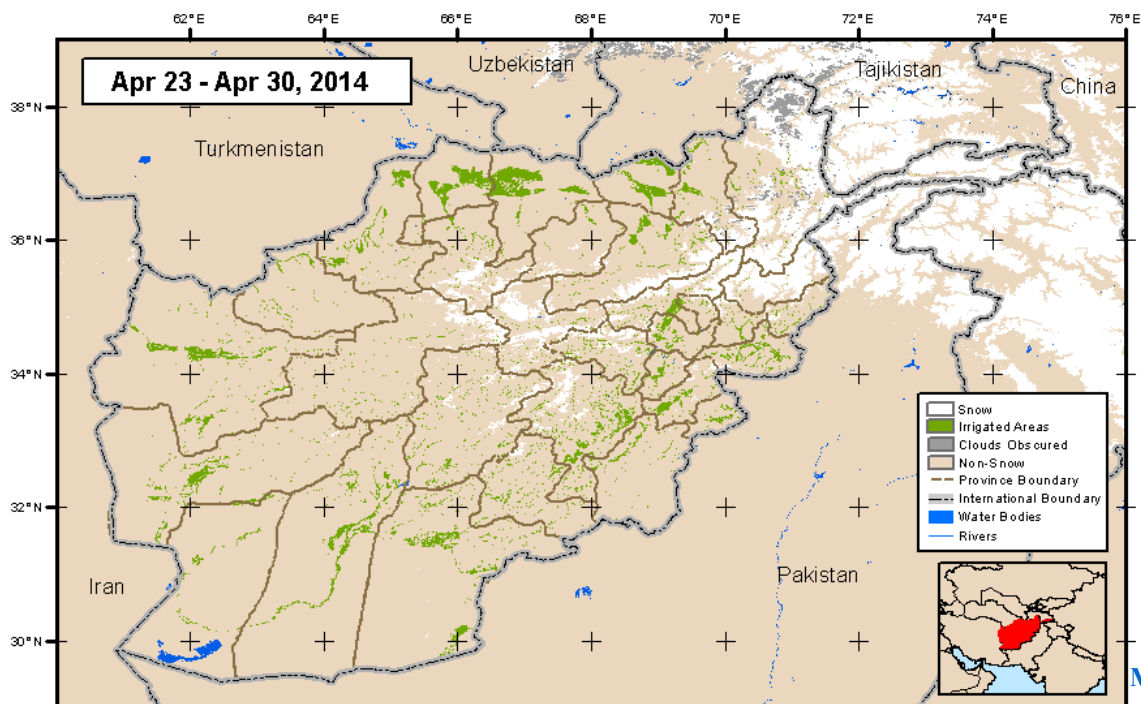 62°E 64°E 66°E 68°E 70°E 72°E 74°E 76°E
Apr 23 - Apr 30, 2014
Uzbekistan
Tajikistan
China
38°N
Turkmenistan
36°N
34°N
Snow
Irrigated Areas
Clouds Obscured
Non-Snow
Province Boundary
International Boundary
Water Bodies
Rivers
32°N
Iran
Pakistan
30°N
M